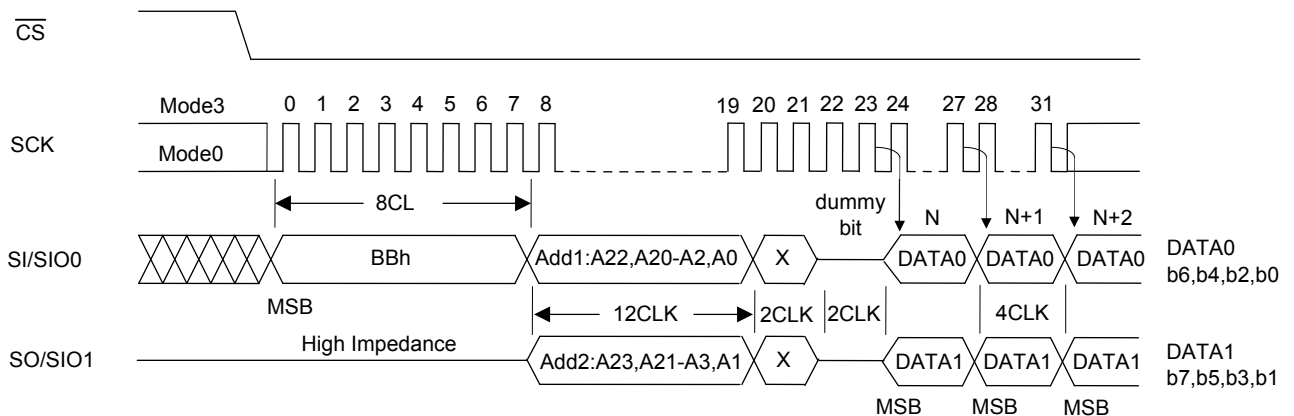 CS
Mode3 0 1 2 3 4 5 6 7 8 19 20 21 22 23 24 27 28 31
SCK
Mode0
8CL
dummy bit
N N+1 N+2
SI/SIO0 BBh Add1:A22,A20-A2,A0 X DATA0 DATA0 DATA0
DATA0
b6,b4,b2,b0
MSB
12CLK 2CLK 2CLK 4CLK
High Impedance
SO/SIO1 Add2:A23,A21-A3,A1 X DATA1 DATA1 DATA1
DATA1
b7,b5,b3,b1
MSB MSB MSB